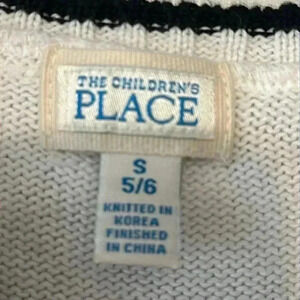 THE CHILDREN'S
PLACE
S
5/6
KNITTED IN
KOREA
FINISHED
IN CHINA